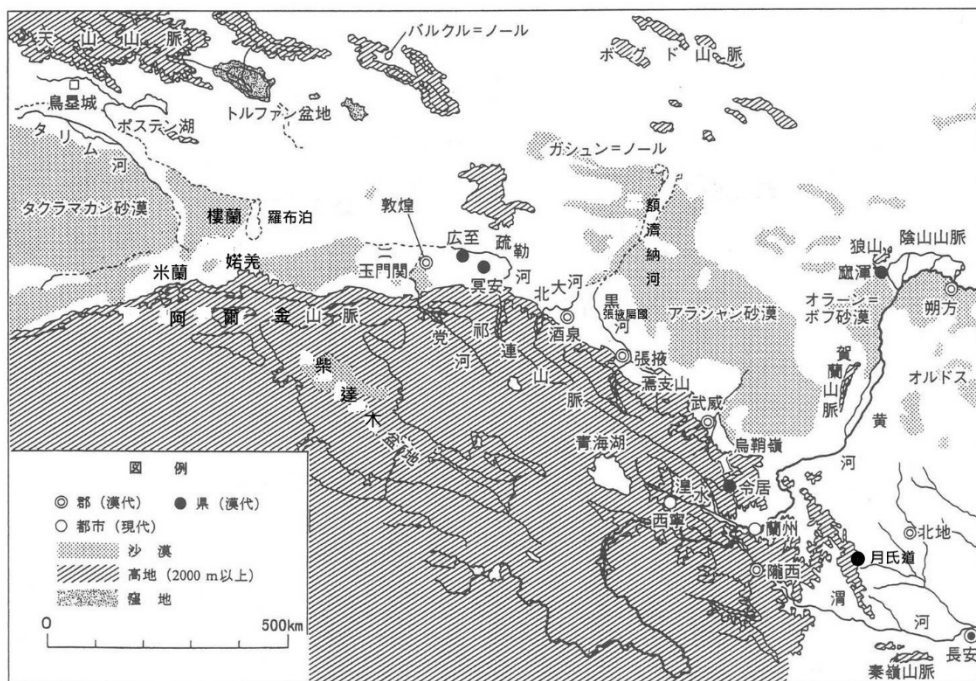 天山山脈
バルクル＝ノール
ボグド山脈
烏塁城
ボステン湖
トルファン盆地
タリム河
ガシュン＝ノール
タクラマカン砂漠
樓蘭
羅布泊
敦煌
広至
疏勒河
額濟納河
狼山
陰山山脈
玉門関
冥安
北大河
窳渾
米蘭
婼羌
黒河
張掖屬國
アラシャン砂漠
オラーン＝ボフ砂漠
朔方
阿爾金山脈
党河
祁連山脈
酒泉
張掖
焉支山
賀蘭山脈
オルドス
柴達木盆地
武威
黄河
青海湖
烏鞘嶺
湟水
令居
西寧
蘭州
北地
月氏道
隴西
渭河
長安
秦嶺山脈
図 例
郡（漢代）
県（漢代）
都市（現代）
沙漠
高地（2000 m以上）
窪地
0
500km